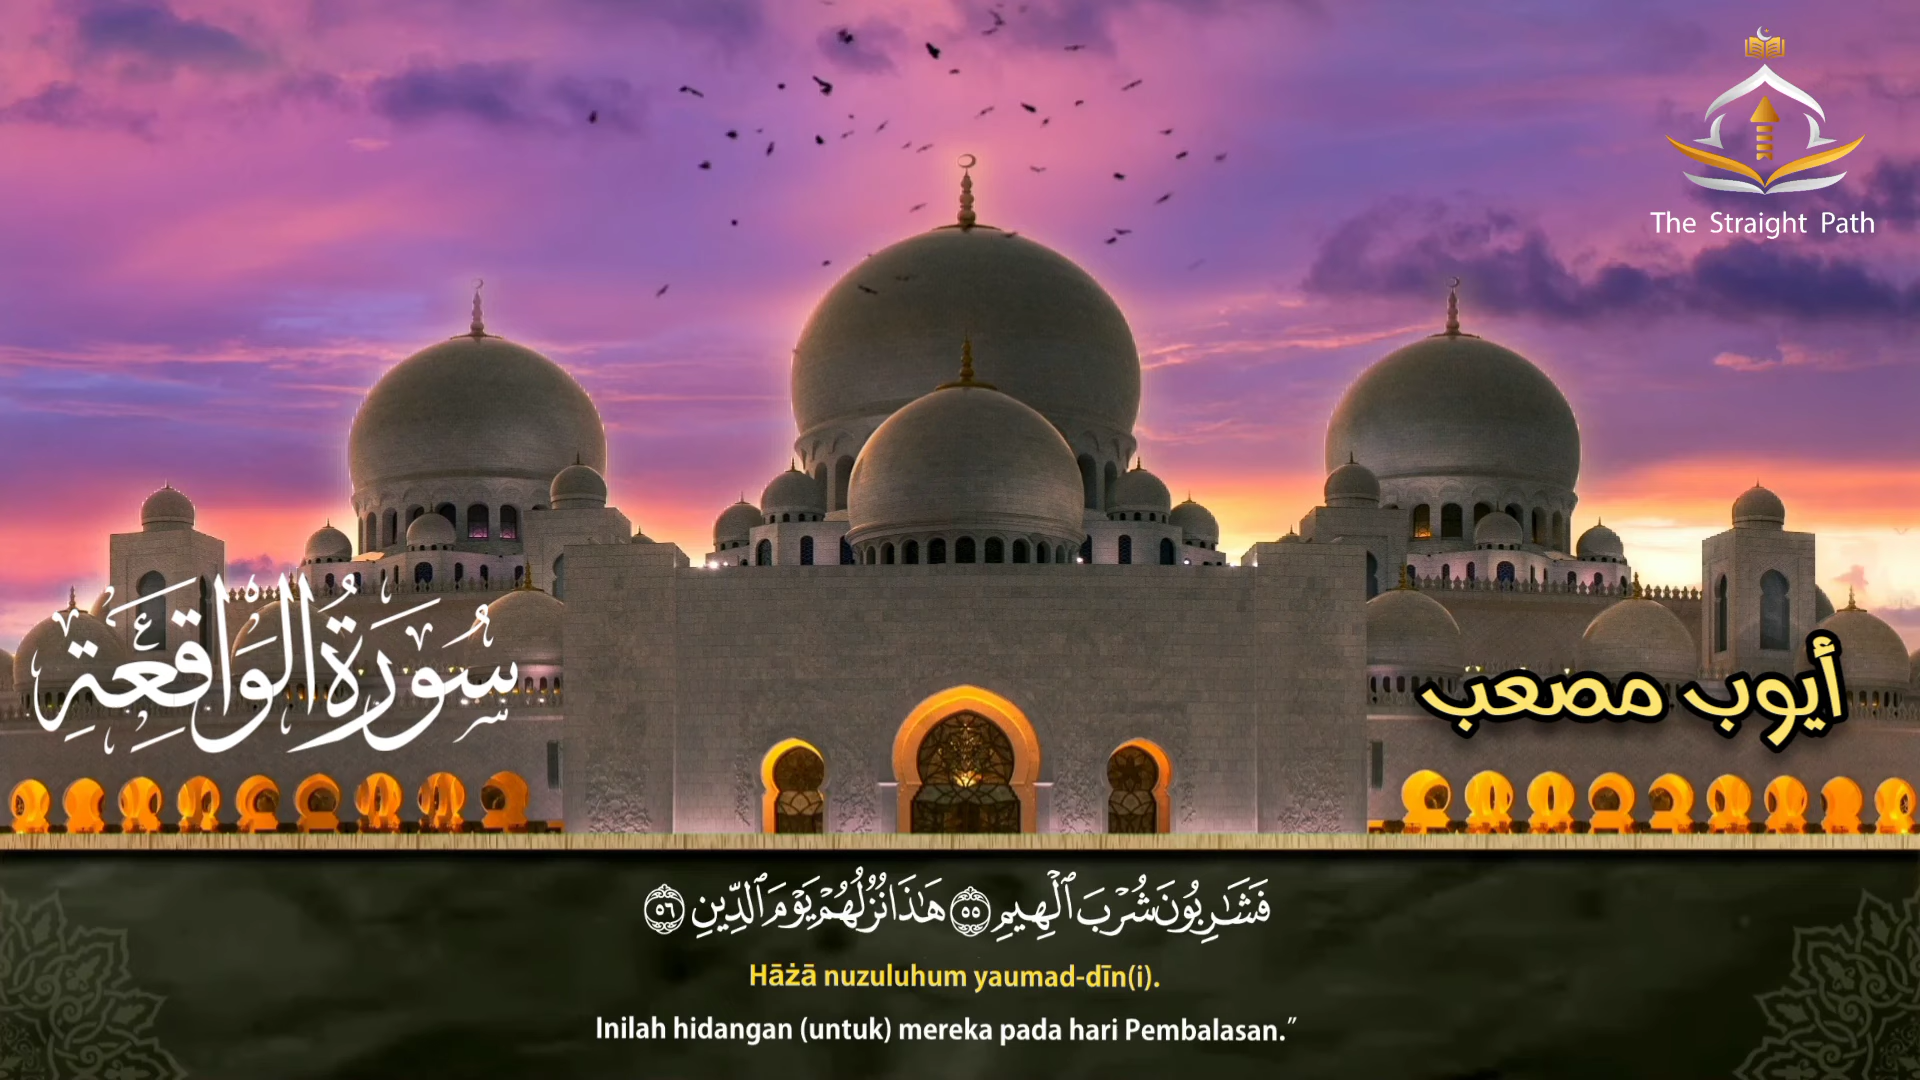 The Straight Path
سُورَةُ الْوَاقِعَةِ
أيوب مصعب
فَشَـٰرِبُونَ شُرْبَ ٱلْهِيمِ ٥٥ هَـٰذَا نُزُلُهُمْ يَوْمَ ٱلدِّينِ ٥٦
Hāżā nuzuluhum yaumad-dīn(i).
Inilah hidangan (untuk) mereka pada hari Pembalasan.”